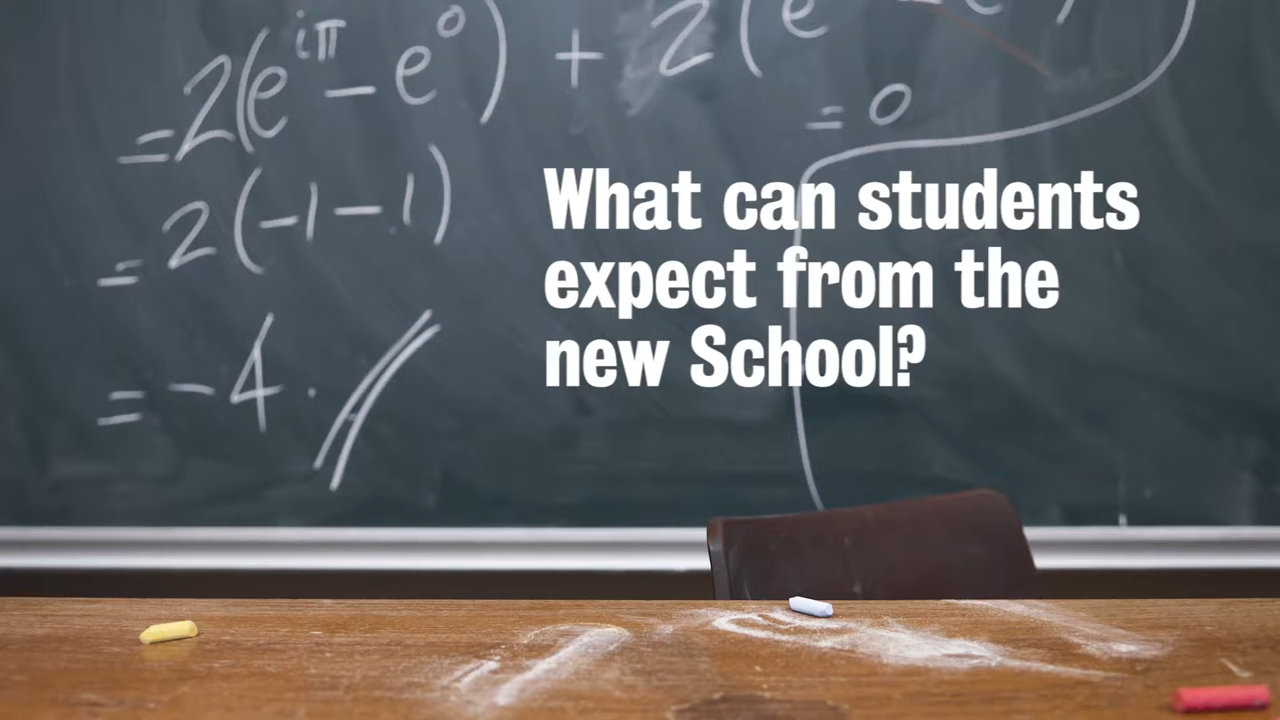 =2(e^{iπ} - e^0) + 2(e
= 0
= 2(-1-1)
= -4.
What can students
expect from the
new School?